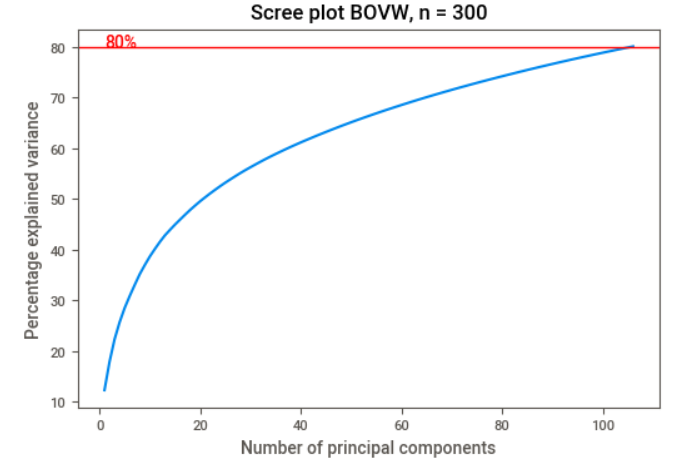 Scree plot BOVW, n = 300
80%
Percentage explained variance
80
70
60
50
40
30
20
10
0 20 40 60 80 100
Number of principal components